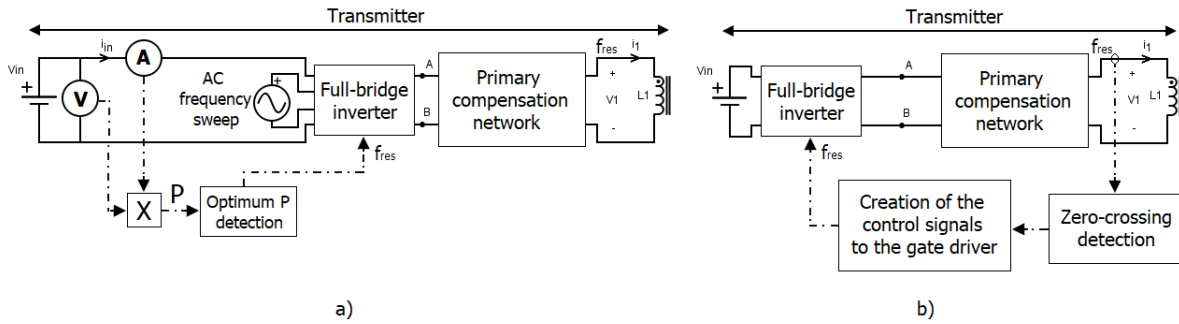 Transmitter
Vin
+
iin
A
V
AC
frequency
sweep
+
Full-bridge
inverter
A
B
Primary
compensation
network
fres
i1
+
V1
-
L1
fres
X
P
Optimum P
detection
a)
Transmitter
Vin
+
Full-bridge
inverter
A
B
Primary
compensation
network
fres
i1
+
V1
-
L1
fres
Creation of the
control signals
to the gate driver
Zero-crossing
detection
b)